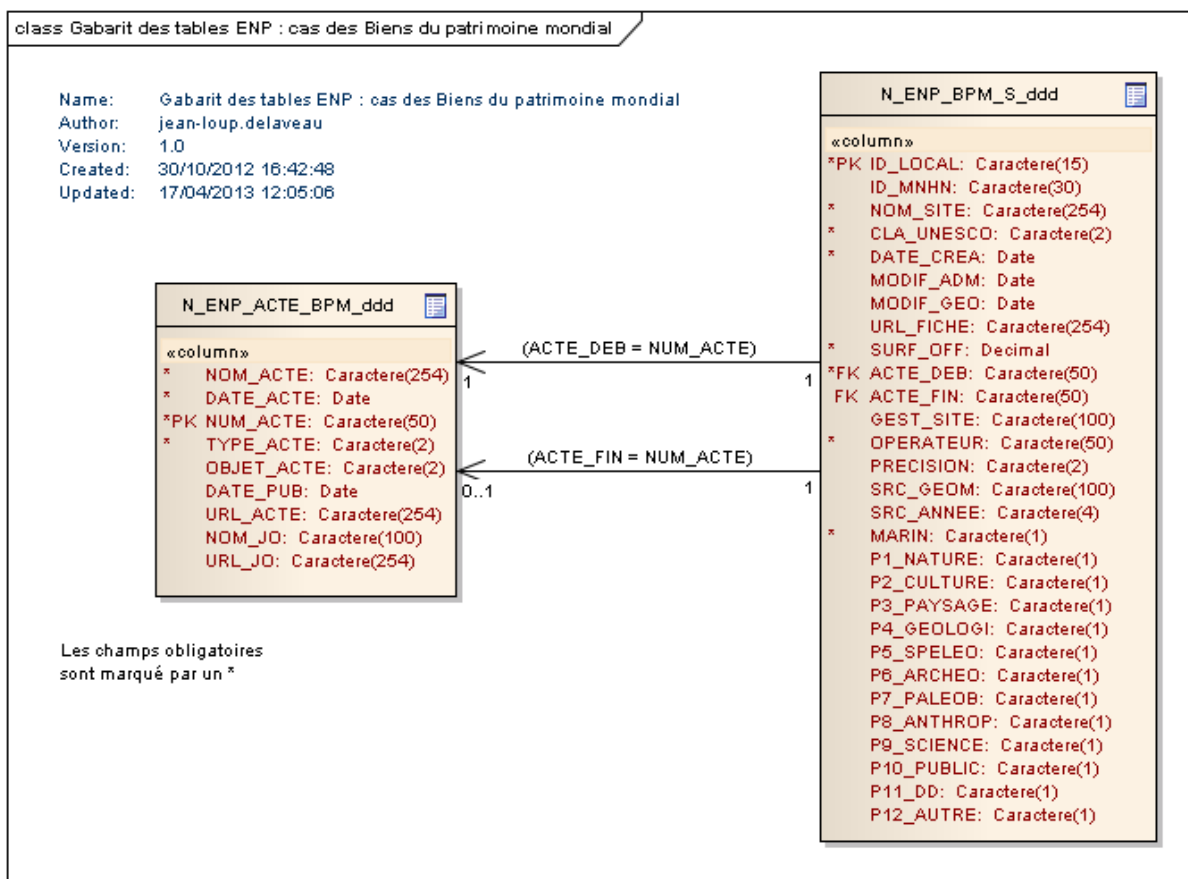 class Gabarit des tables ENP : cas des Biens du patrimoine mondial
Name: Gabarit des tables ENP : cas des Biens du patrimoine mondial
Author: jean-loup.delaveau
Version: 1.0
Created: 30/10/2012 16:42:48
Updated: 17/04/2013 12:05:06
N_ENP_ACTE_BPM_ddd
«column»
* NOM_ACTE: Caractere(254)
* DATE_ACTE: Date
*PK NUM_ACTE: Caractere(50)
* TYPE_ACTE: Caractere(2)
OBJET_ACTE: Caractere(2)
DATE_PUB: Date
URL_ACTE: Caractere(254)
NOM_JO: Caractere(100)
URL_JO: Caractere(254)
(ACTE_DEB = NUM_ACTE)
1 1
(ACTE_FIN = NUM_ACTE)
0..1 1
N_ENP_BPM_S_ddd
«column»
*PK ID_LOCAL: Caractere(15)
ID_MNHN: Caractere(30)
* NOM_SITE: Caractere(254)
* CLA_UNESCO: Caractere(2)
* DATE_CREA: Date
MODIF_ADM: Date
MODIF_GEO: Date
URL_FICHE: Caractere(254)
* SURF_OFF: Decimal
*FK ACTE_DEB: Caractere(50)
FK ACTE_FIN: Caractere(50)
GEST_SITE: Caractere(100)
* OPERATEUR: Caractere(50)
PRECISION: Caractere(2)
SRC_GEOM: Caractere(100)
SRC_ANNEE: Caractere(4)
* MARIN: Caractere(1)
P1_NATURE: Caractere(1)
P2_CULTURE: Caractere(1)
P3_PAYSAGE: Caractere(1)
P4_GEOLOGI: Caractere(1)
P5_SPELEO: Caractere(1)
P6_ARCHEO: Caractere(1)
P7_PALEOB: Caractere(1)
P8_ANTHROP: Caractere(1)
P9_SCIENCE: Caractere(1)
P10_PUBLIC: Caractere(1)
P11_DD: Caractere(1)
P12_AUTRE: Caractere(1)
Les champs obligatoires
sont marqué par un *